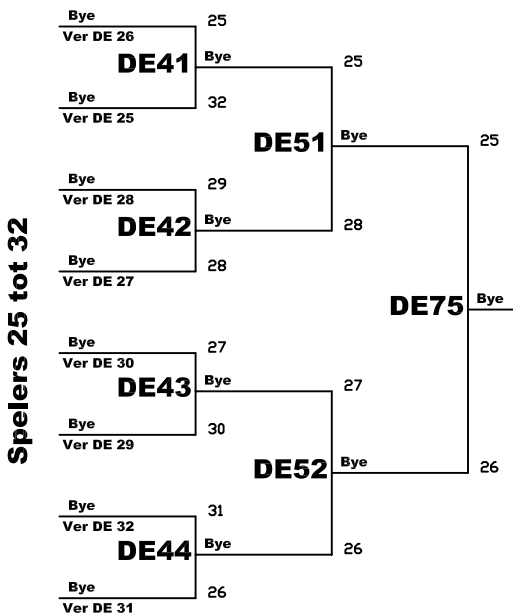 Spelers 25 tot 32
Bye 25
Ver DE 26
DE41 Bye 25
Bye 32
Ver DE 25
DE51 Bye 25
Bye 29
Ver DE 28
DE42 Bye 28
Bye 28
Ver DE 27
DE75 Bye
Bye 27
Ver DE 30
DE43 Bye 27
Bye 30
Ver DE 29
DE52 Bye 26
Bye 31
Ver DE 32
DE44 Bye 26
Bye 26
Ver DE 31